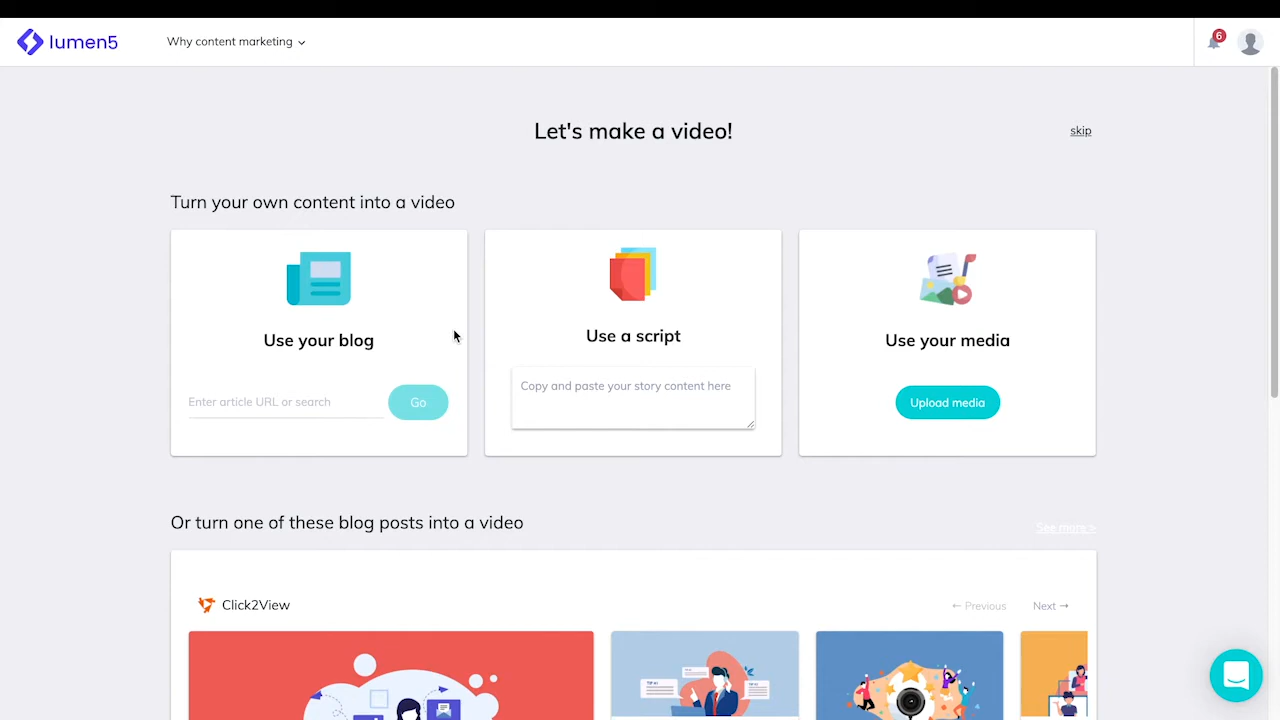 lumen5
Why content marketing
6
Let's make a video!
skip
Turn your own content into a video
Use your blog
Enter article URL or search
Go
Use a script
Copy and paste your story content here
Use your media
Upload media
Or turn one of these blog posts into a video
See more >
Click2View
← Previous
Next →